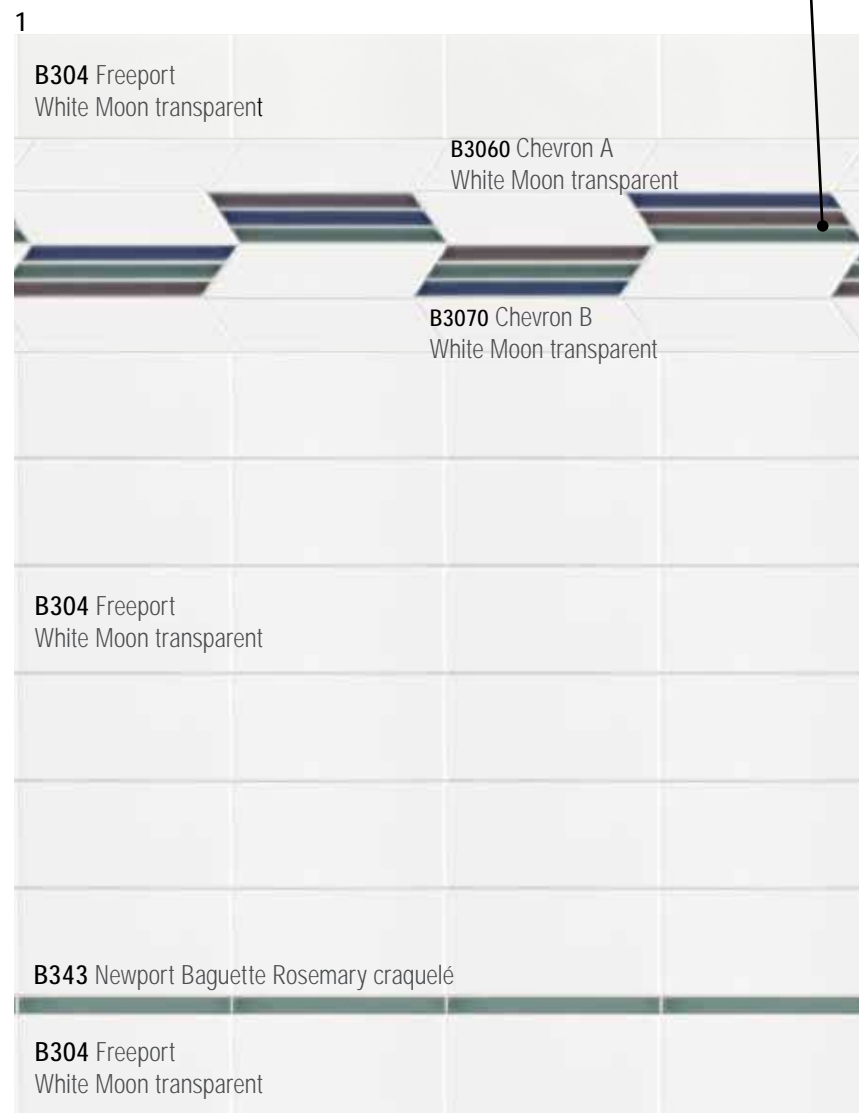 1
B304 Freeport
White Moon transparent
B3060 Chevron A
White Moon transparent
B3070 Chevron B
White Moon transparent
B304 Freeport
White Moon transparent
B343 Newport Baguette Rosemary craquelé
B304 Freeport
White Moon transparent